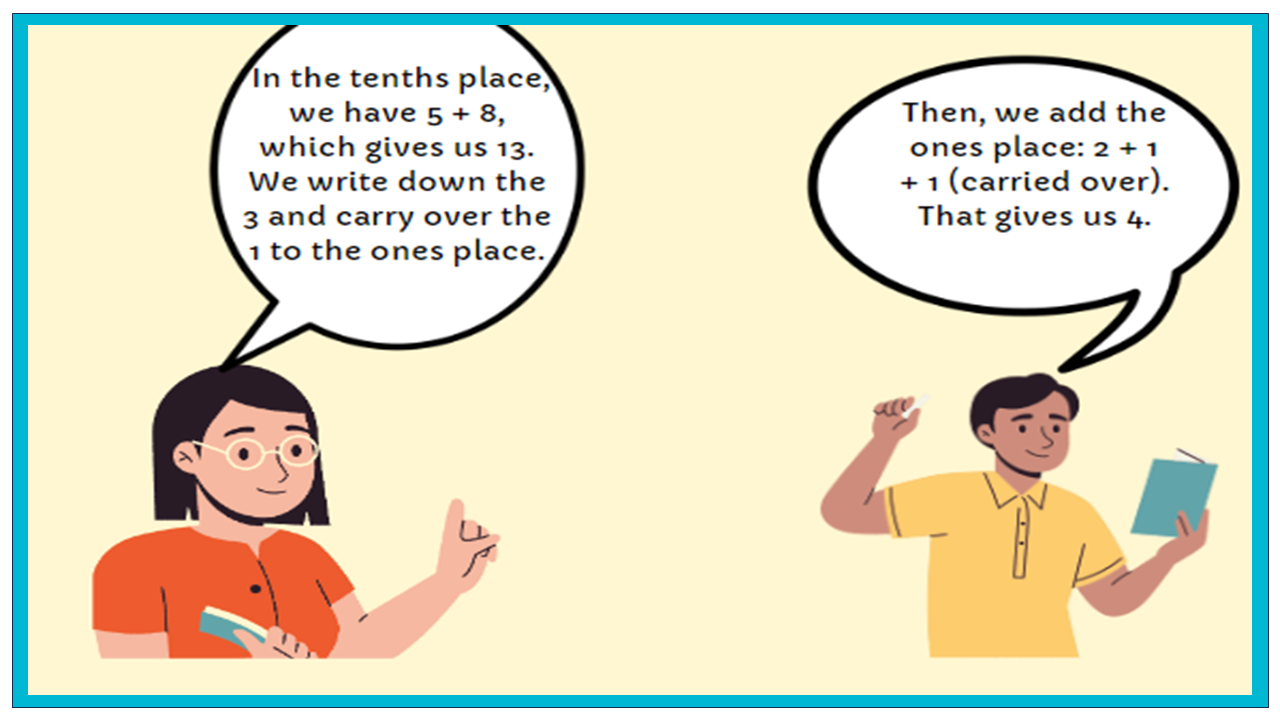 In the tenths place,
we have 5 + 8,
which gives us 13.
We write down the
3 and carry over the
1 to the ones place.
Then, we add the
ones place: 2 + 1
+ 1 (carried over).
That gives us 4.